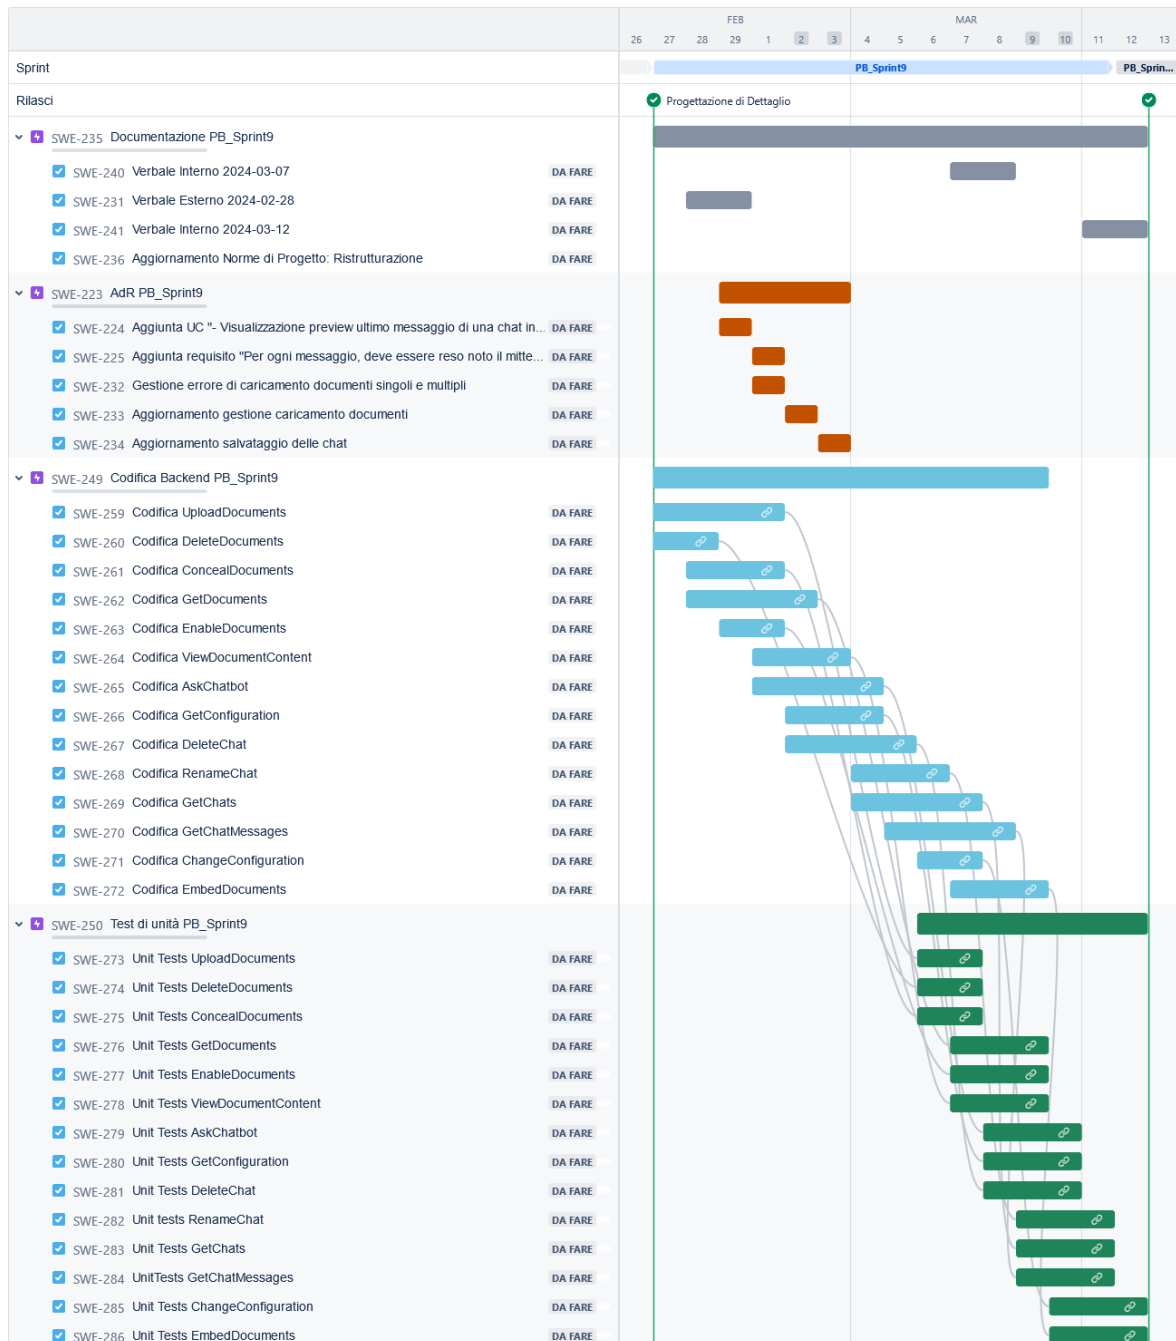 FEB MAR
26 27 28 29 1 2 3 4 5 6 7 8 9 10 11 12 13
Sprint PB_Sprint9 PB_Sprin...
Rilasci Progettazione di Dettaglio
SWE-235 Documentazione PB_Sprint9
SWE-240 Verbale Interno 2024-03-07 DA FARE
SWE-231 Verbale Esterno 2024-02-28 DA FARE
SWE-241 Verbale Interno 2024-03-12 DA FARE
SWE-236 Aggiornamento Norme di Progetto: Ristrutturazione DA FARE
SWE-223 AdR PB_Sprint9
SWE-224 Aggiunta UC "- Visualizzazione preview ultimo messaggio di una chat in... DA FARE
SWE-225 Aggiunta requisito "Per ogni messaggio, deve essere reso noto il mitte... DA FARE
SWE-232 Gestione errore di caricamento documenti singoli e multipli DA FARE
SWE-233 Aggiornamento gestione caricamento documenti DA FARE
SWE-234 Aggiornamento salvataggio delle chat DA FARE
SWE-249 Codifica Backend PB_Sprint9
SWE-259 Codifica UploadDocuments DA FARE
SWE-260 Codifica DeleteDocuments DA FARE
SWE-261 Codifica ConcealDocuments DA FARE
SWE-262 Codifica GetDocuments DA FARE
SWE-263 Codifica EnableDocuments DA FARE
SWE-264 Codifica ViewDocumentContent DA FARE
SWE-265 Codifica AskChatbot DA FARE
SWE-266 Codifica GetConfiguration DA FARE
SWE-267 Codifica DeleteChat DA FARE
SWE-268 Codifica RenameChat DA FARE
SWE-269 Codifica GetChats DA FARE
SWE-270 Codifica GetChatMessages DA FARE
SWE-271 Codifica ChangeConfiguration DA FARE
SWE-272 Codifica EmbedDocuments DA FARE
SWE-250 Test di unità PB_Sprint9
SWE-273 Unit Tests UploadDocuments DA FARE
SWE-274 Unit Tests DeleteDocuments DA FARE
SWE-275 Unit Tests ConcealDocuments DA FARE
SWE-276 Unit Tests GetDocuments DA FARE
SWE-277 Unit Tests EnableDocuments DA FARE
SWE-278 Unit Tests ViewDocumentContent DA FARE
SWE-279 Unit Tests AskChatbot DA FARE
SWE-280 Unit Tests GetConfiguration DA FARE
SWE-281 Unit Tests DeleteChat DA FARE
SWE-282 Unit tests RenameChat DA FARE
SWE-283 Unit Tests GetChats DA FARE
SWE-284 UnitTests GetChatMessages DA FARE
SWE-285 Unit Tests ChangeConfiguration DA FARE
SWE-286 Unit Tests EmbedDocuments DA FARE